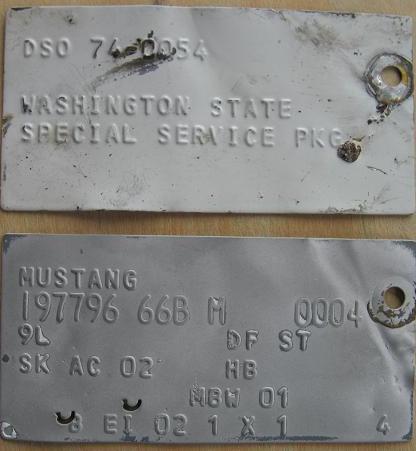 DSO 74-0054
WASHINGTON STATE
SPECIAL SERVICE PKG
MUSTANG
197796 66B M 0004
9L DF ST
SK AC 02 HB
MBW 01
8 EI 02 1 X 1 4